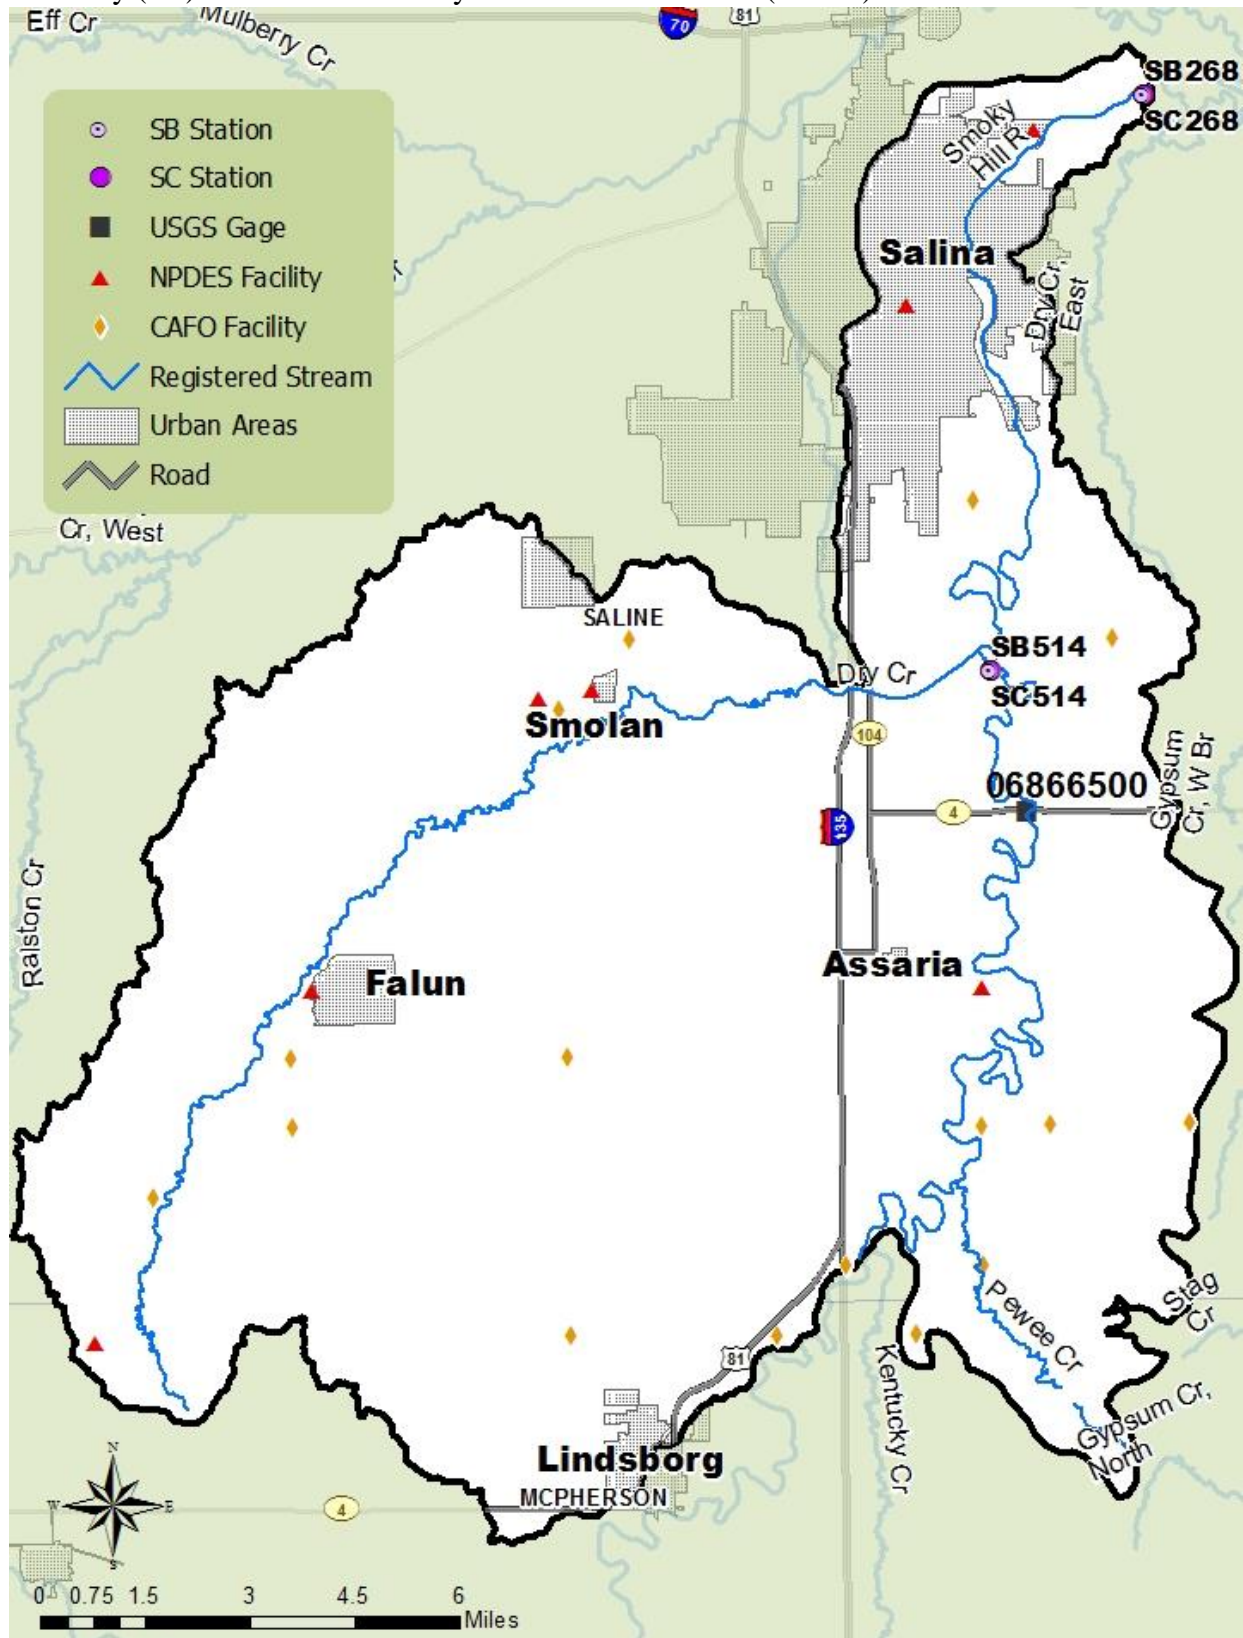 Eff Cr
Mulberry Cr
70
81
SB268
SC268
Smoky
Hill R
SB Station
SC Station
USGS Gage
NPDES Facility
CAFO Facility
Registered Stream
Urban Areas
Road
Salina
Dry Cr,
East
Cr, West
SALINE
SB514
SC514
Dry Cr
Smolan
104
06866500
4
135
Gypsum
Cr, W Br
Ralston Cr
Falun
Assaria
Stag
Cr
Pewee Cr
81
Kentucky Cr
Gypsum Cr,
North
Lindsborg
MCPHERSON
4
N
W
E
S
0 0.75 1.5 3 4.5 6
Miles